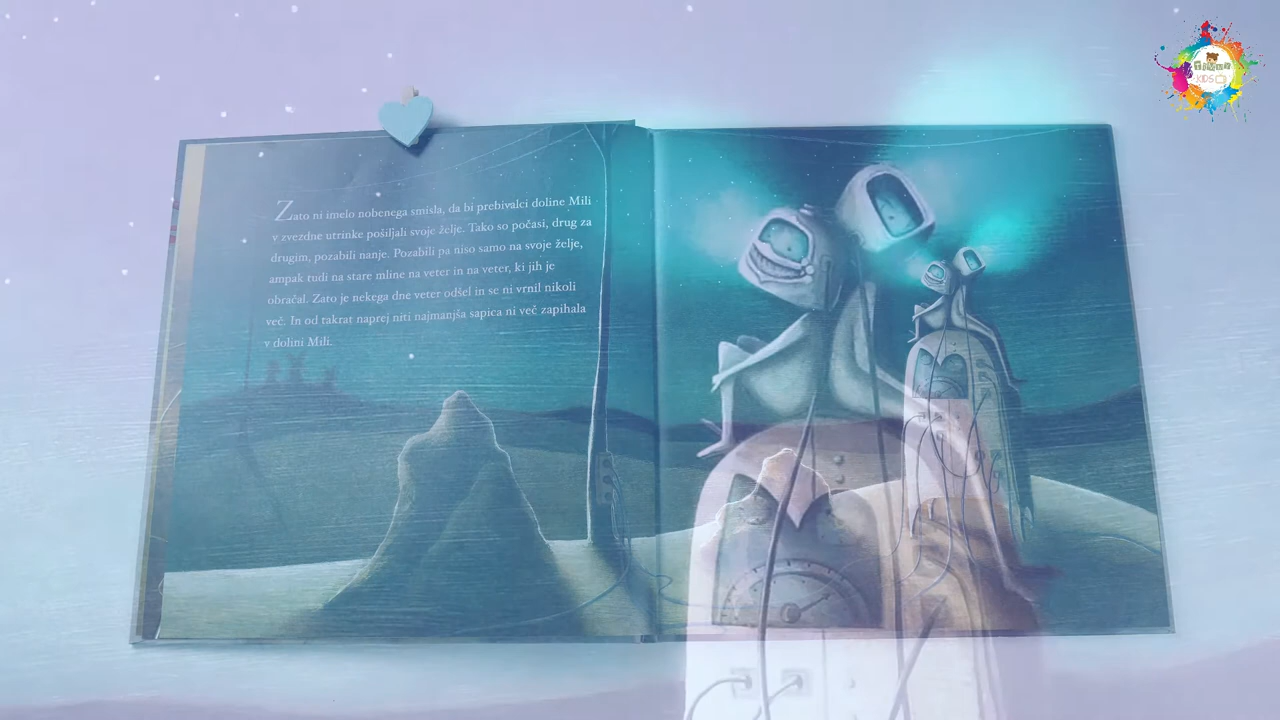 Zato ni imelo nobenega smisla, da bi prebivalci doline Mili
v zvezdne utrinke pošiljali svoje želje. Tako so počasi, drug za
drugim, pozabili nanje. Pozabili pa niso samo na svoje želje,
ampak tudi na stare mline na veter in na veter, ki jih je
obračal. Zato je nekega dne veter odšel in se ni vrnil nikoli
več. In od takrat naprej niti najmanjša sapica ni več zapihala
v dolini Mili.
KIDS